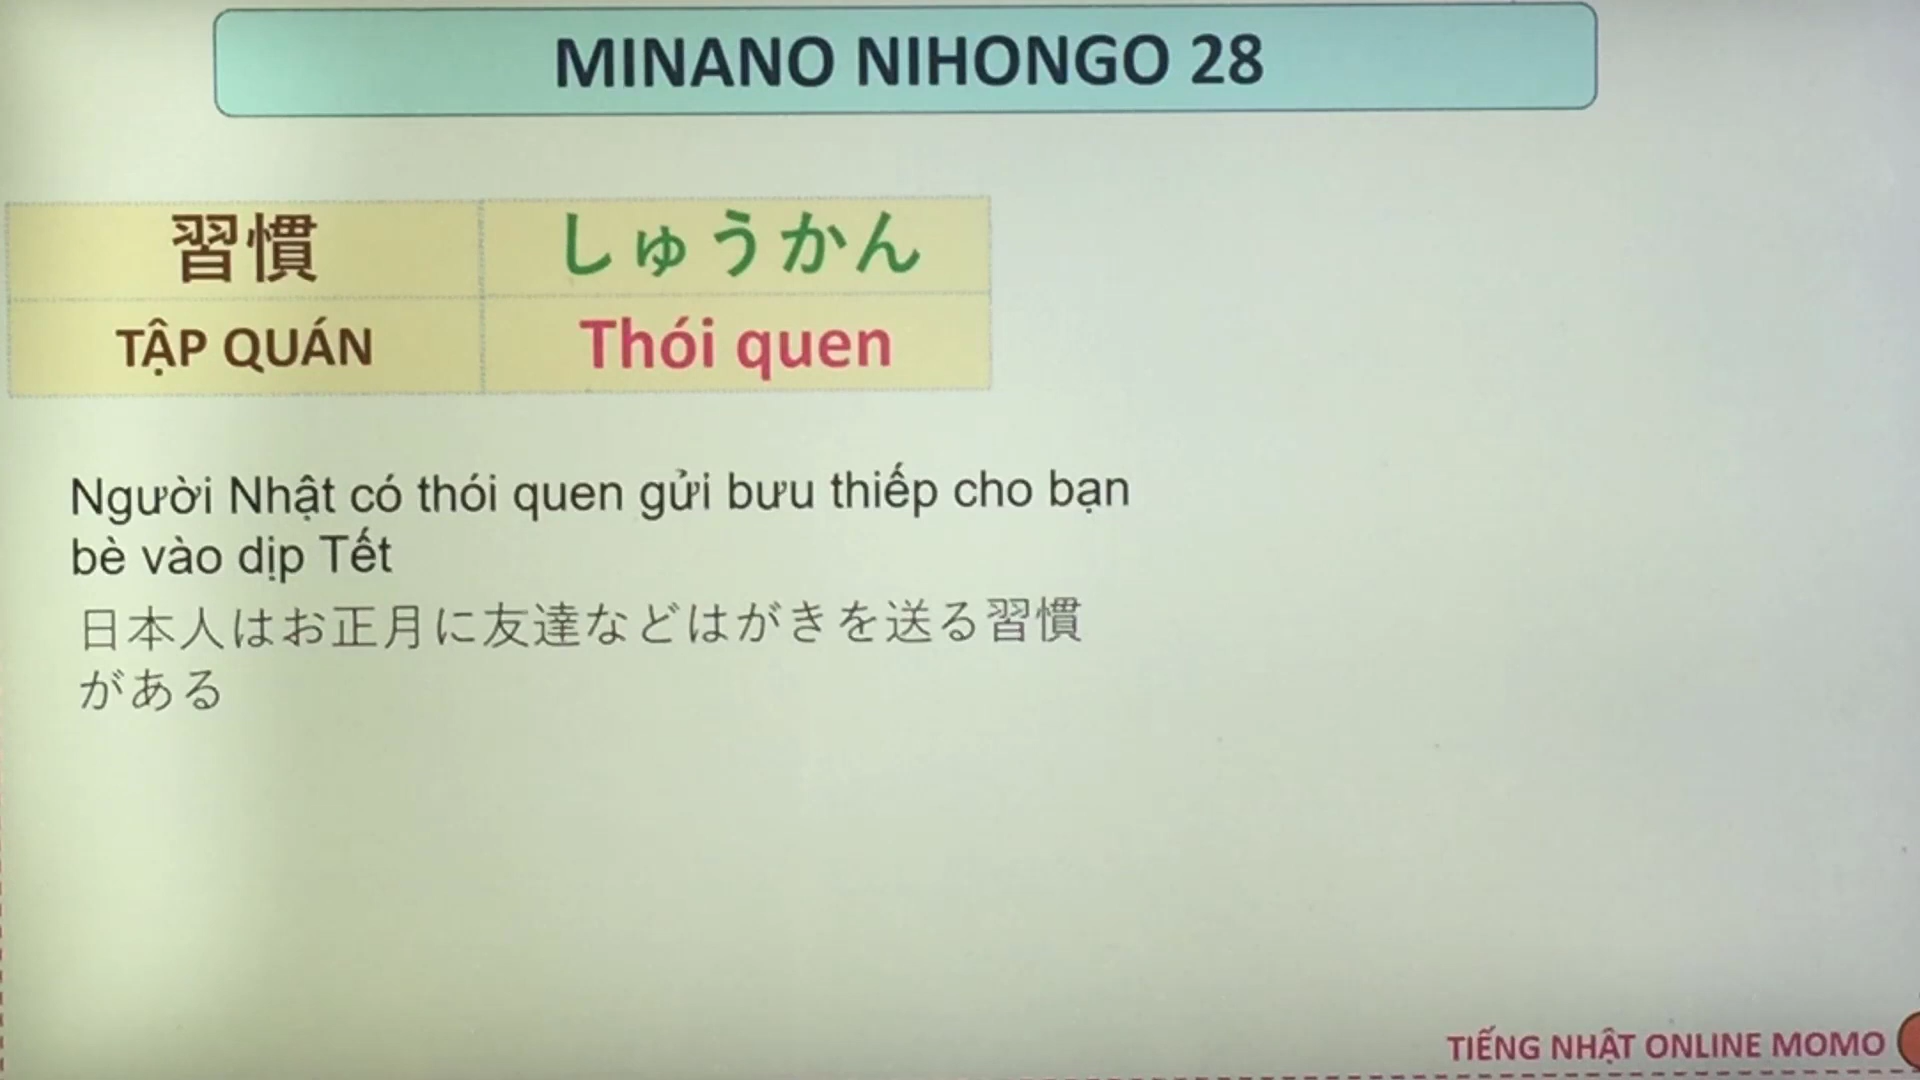 MINANO NIHONGO 28
習慣
しゅうかん
TẬP QUÁN
Thói quen
Người Nhật có thói quen gửi bưu thiếp cho bạn
bè vào dịp Tết
日本人はお正月に友達などはがきを送る習慣
がある
TIẾNG NHẬT ONLINE MOMO